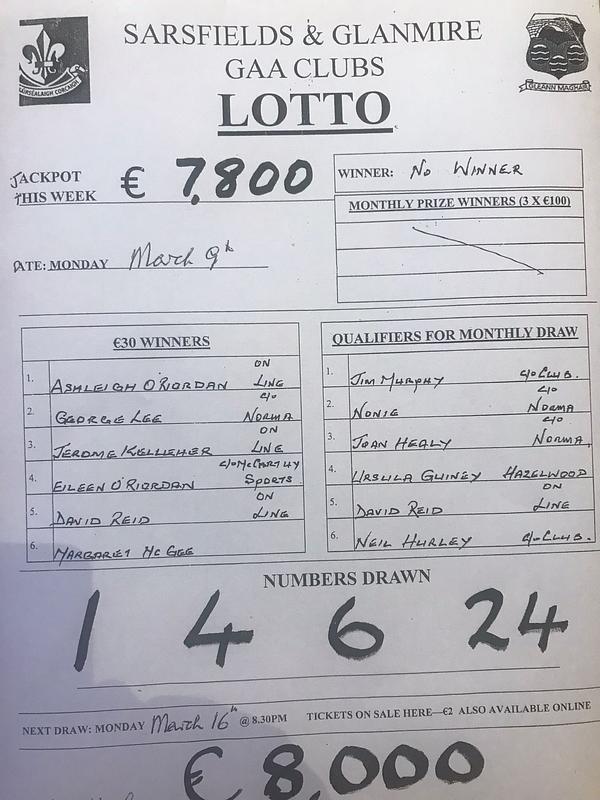 SARSFIELDS & GLANMIRE
GAA CLUBS
LOTTO
SÁIRSÉALAIGH CORCAIGH
GLEANN MAGHAIR
JACKPOT
THIS WEEK € 7,800
WINNER: NO WINNER
MONTHLY PRIZE WINNERS (3 X €100)
DATE: MONDAY March 9th
€30 WINNERS
1. ASHLEIGH O'RIORDAN ON LINE
2. GEORGE LEE c/o NORMA
3. JEROME KELLEHER ON LINE
4. EILEEN O'RIORDAN c/o McCARTHY SPORTS
5. DAVID REID ON LINE
6. MARGARET McGEE
QUALIFIERS FOR MONTHLY DRAW
1. JIM MURPHY c/o CLUB.
2. NONIE c/o NORMA
3. JOAN HEALY c/o NORMA
4. URSULA GUINEY HAZELWOOD
5. DAVID REID ON LINE
6. NEIL HURLEY c/o CLUB.
NUMBERS DRAWN
1 4 6 24
NEXT DRAW: MONDAY March 16th @ 8.30PM TICKETS ON SALE HERE—€2 ALSO AVAILABLE ONLINE
€ 8,000